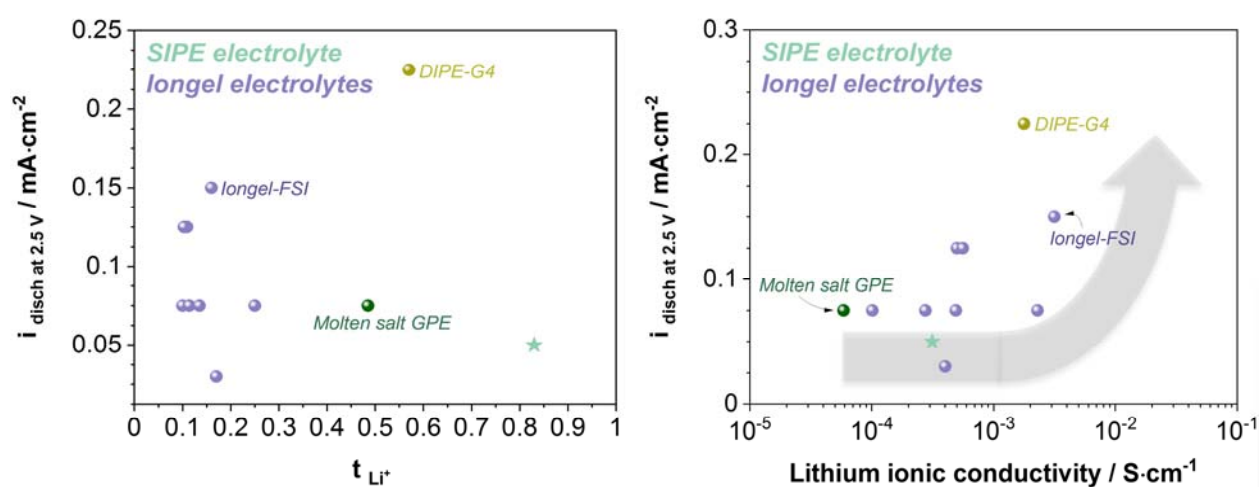 SIPE electrolyte
Iongel electrolytes
DIPE-G4
Iongel-FSI
Molten salt GPE
0.25
0.2
0.15
0.1
0.05
i disch at 2.5 V / mA·cm-2
0 0.1 0.2 0.3 0.4 0.5 0.6 0.7 0.8 0.9 1
t Li+
SIPE electrolyte
Iongel electrolytes
DIPE-G4
Iongel-FSI
Molten salt GPE
0.3
0.2
0.1
0
i disch at 2.5 V / mA·cm-2
10-5 10-4 10-3 10-2 10-1
Lithium ionic conductivity / S·cm-1